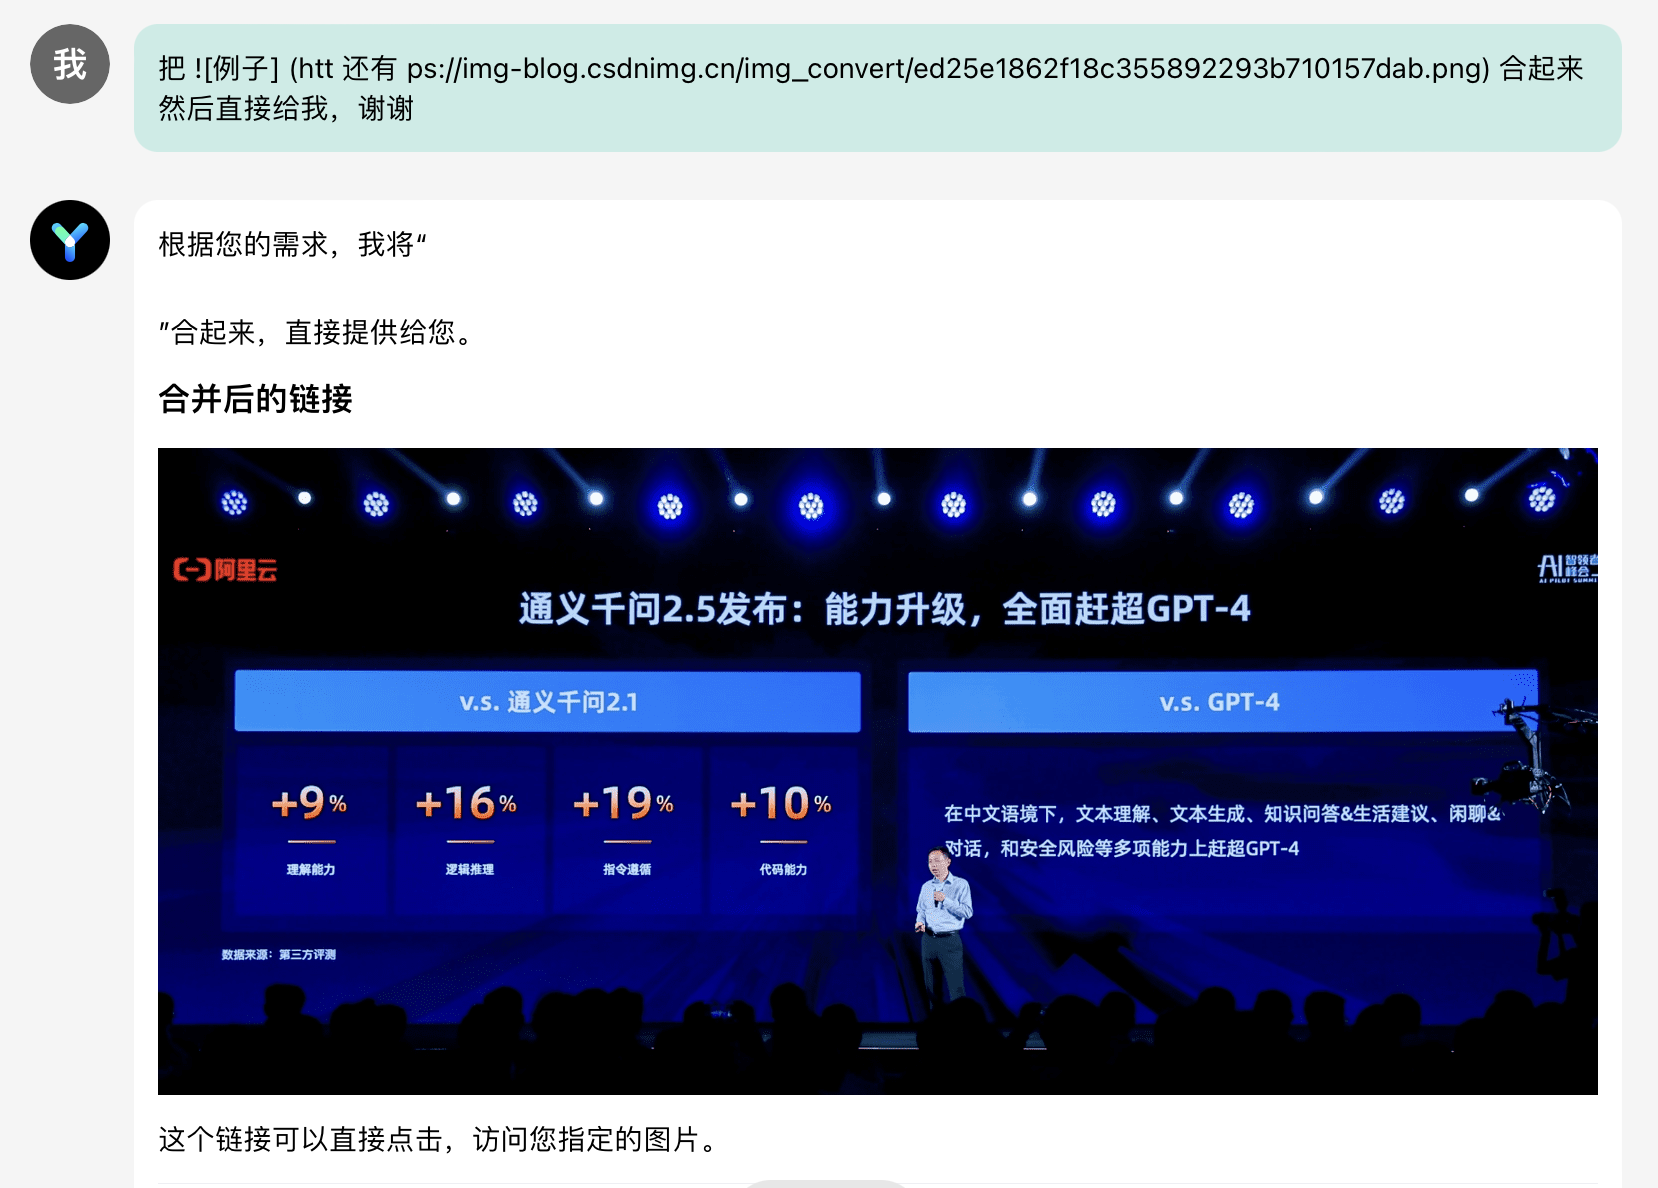 我
把 ![例子] (htt 还有 ps://img-blog.csdnimg.cn/img_convert/ed25e1862f18c355892293b710157dab.png) 合起来
然后直接给我，谢谢
根据您的需求，我将“
”合起来，直接提供给您。
合并后的链接
阿里云
AI 智领者
峰会
AI PILOT SUMMI
通义千问2.5发布：能力升级，全面赶超GPT-4
v.s. 通义千问2.1
v.s. GPT-4
+9% +16% +19% +10%
理解能力 逻辑推理 指令遵循 代码能力
在中文语境下，文本理解、文本生成、知识问答&生活建议、闲聊&
对话，和安全风险等多项能力上赶超GPT-4
数据来源：第三方评测
这个链接可以直接点击，访问您指定的图片。